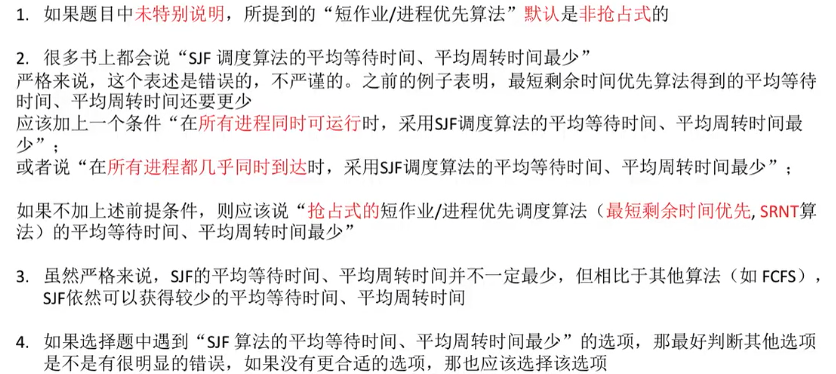 1. 如果题目中未特别说明，所提到的“短作业/进程优先算法”默认是非抢占式的
2. 很多书上都会说“SJF 调度算法的平均等待时间、平均周转时间最少”
严格来说，这个表述是错误的，不严谨的。之前的例子表明，最短剩余时间优先算法得到的平均等待
时间、平均周转时间还要更少
应该加上一个条件“在所有进程同时可运行时，采用SJF调度算法的平均等待时间、平均周转时间最
少”；
或者说“在所有进程都几乎同时到达时，采用SJF调度算法的平均等待时间、平均周转时间最少”；
如果不加上述前提条件，则应该说“抢占式的短作业/进程优先调度算法（最短剩余时间优先, SRNT算
法）的平均等待时间、平均周转时间最少”
3. 虽然严格来说，SJF的平均等待时间、平均周转时间并不一定最少，但相比于其他算法（如 FCFS），
SJF依然可以获得较少的平均等待时间、平均周转时间
4. 如果选择题中遇到“SJF 算法的平均等待时间、平均周转时间最少”的选项，那最好判断其他选项
是不是有很明显的错误，如果没有更合适的选项，那也应该选择该选项